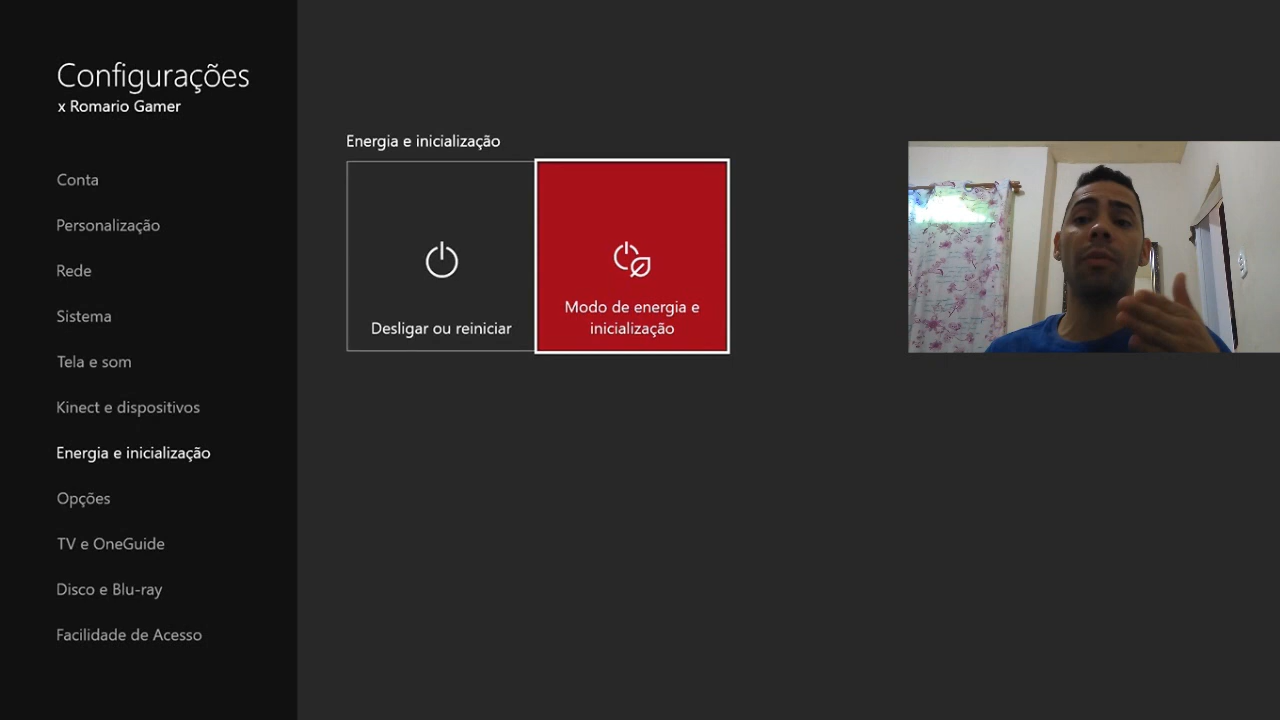 Configurações
x Romario Gamer
Conta
Personalização
Rede
Sistema
Tela e som
Kinect e dispositivos
Energia e inicialização
Opções
TV e OneGuide
Disco e Blu-ray
Facilidade de Acesso
Energia e inicialização
Desligar ou reiniciar
Modo de energia e
inicialização